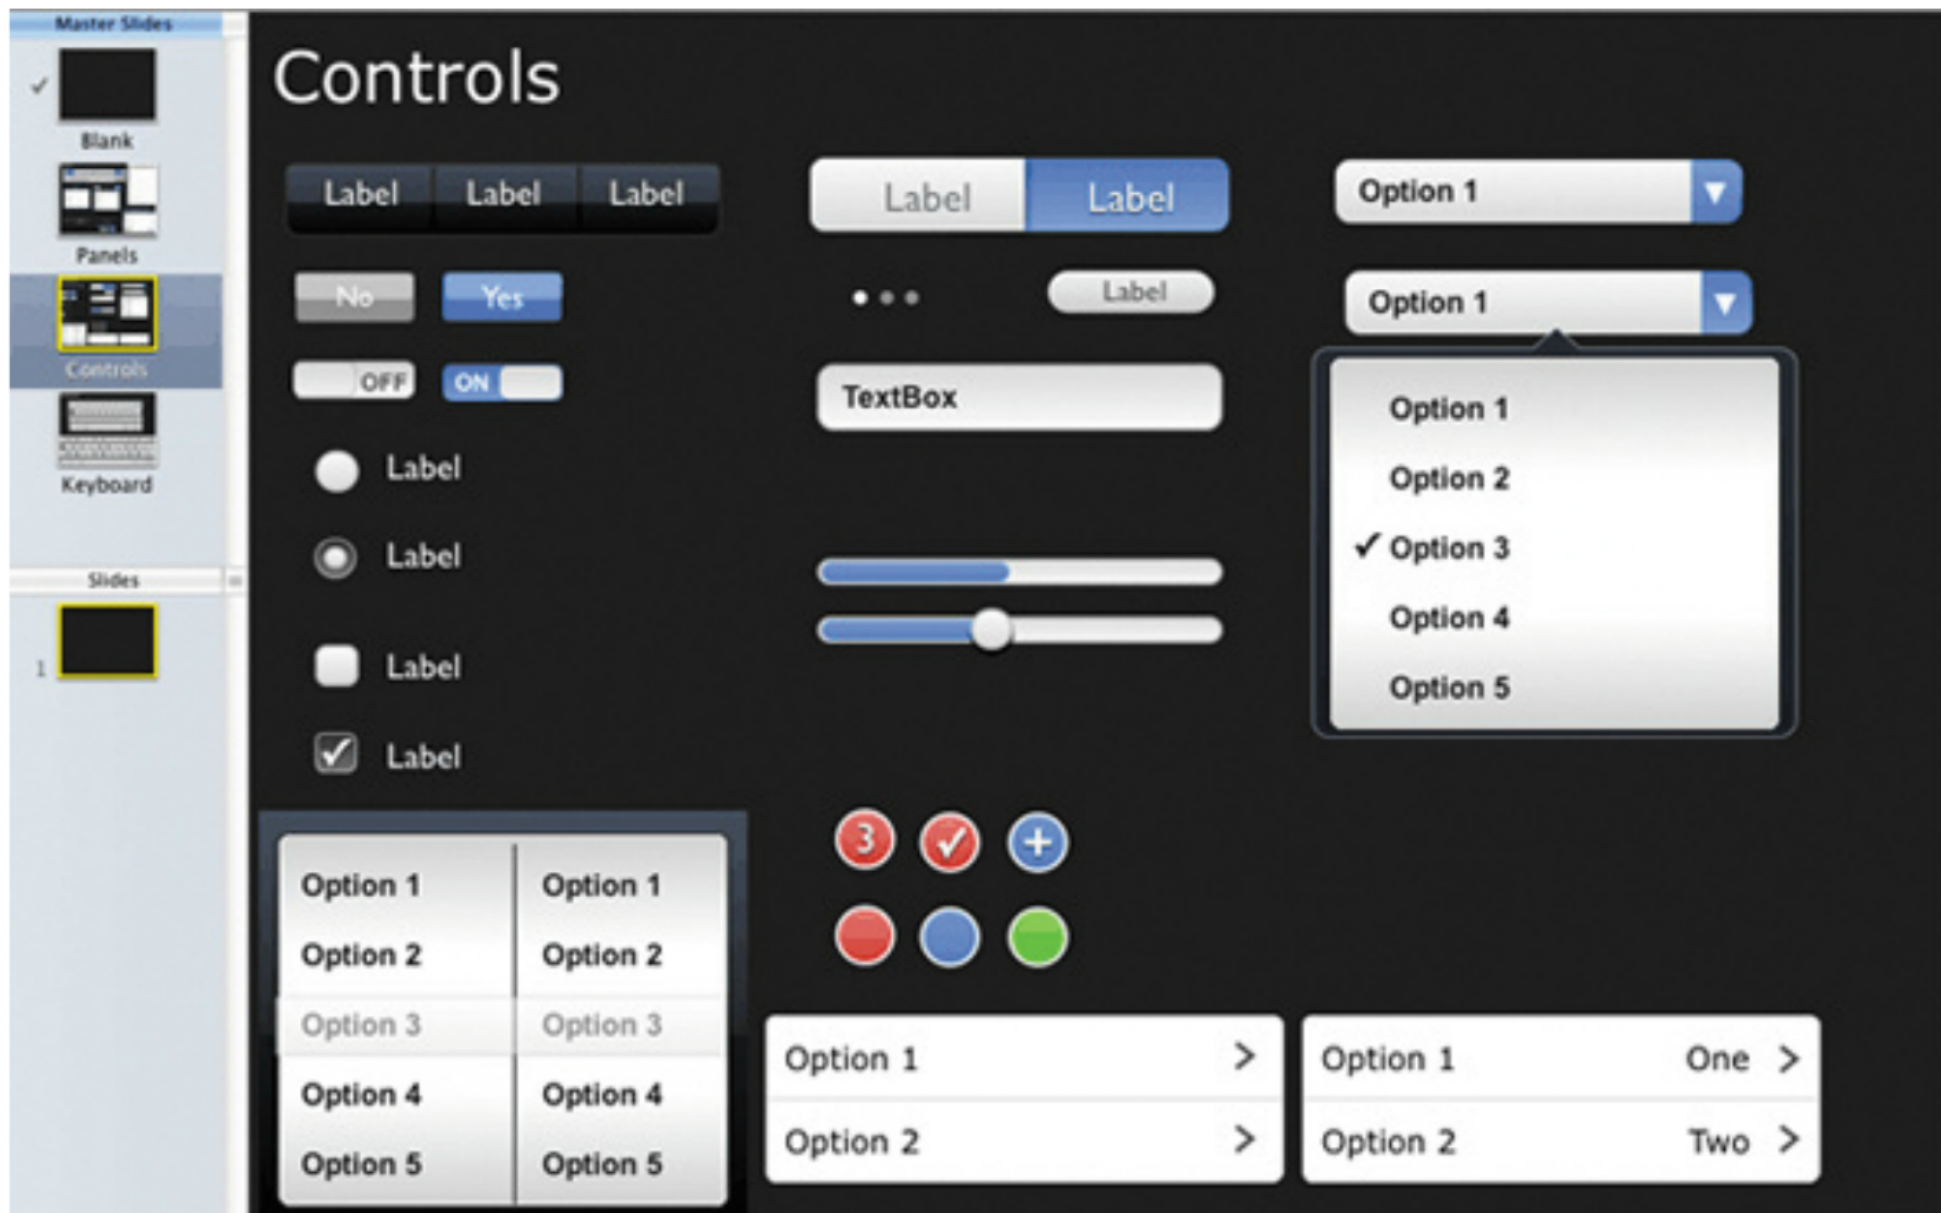 Master Slides
Blank
Panels
Controls
Keyboard
Slides
1
Controls
Label Label Label
Label Label
Option 1
No Yes
Label
Option 1
OFF ON
TextBox
Label
Label
Label
Label
Option 1
Option 2
Option 3
Option 4
Option 5
3
Option 1 Option 1
Option 2 Option 2
Option 3 Option 3
Option 4 Option 4
Option 5 Option 5
Option 1
Option 2
Option 1 One
Option 2 Two